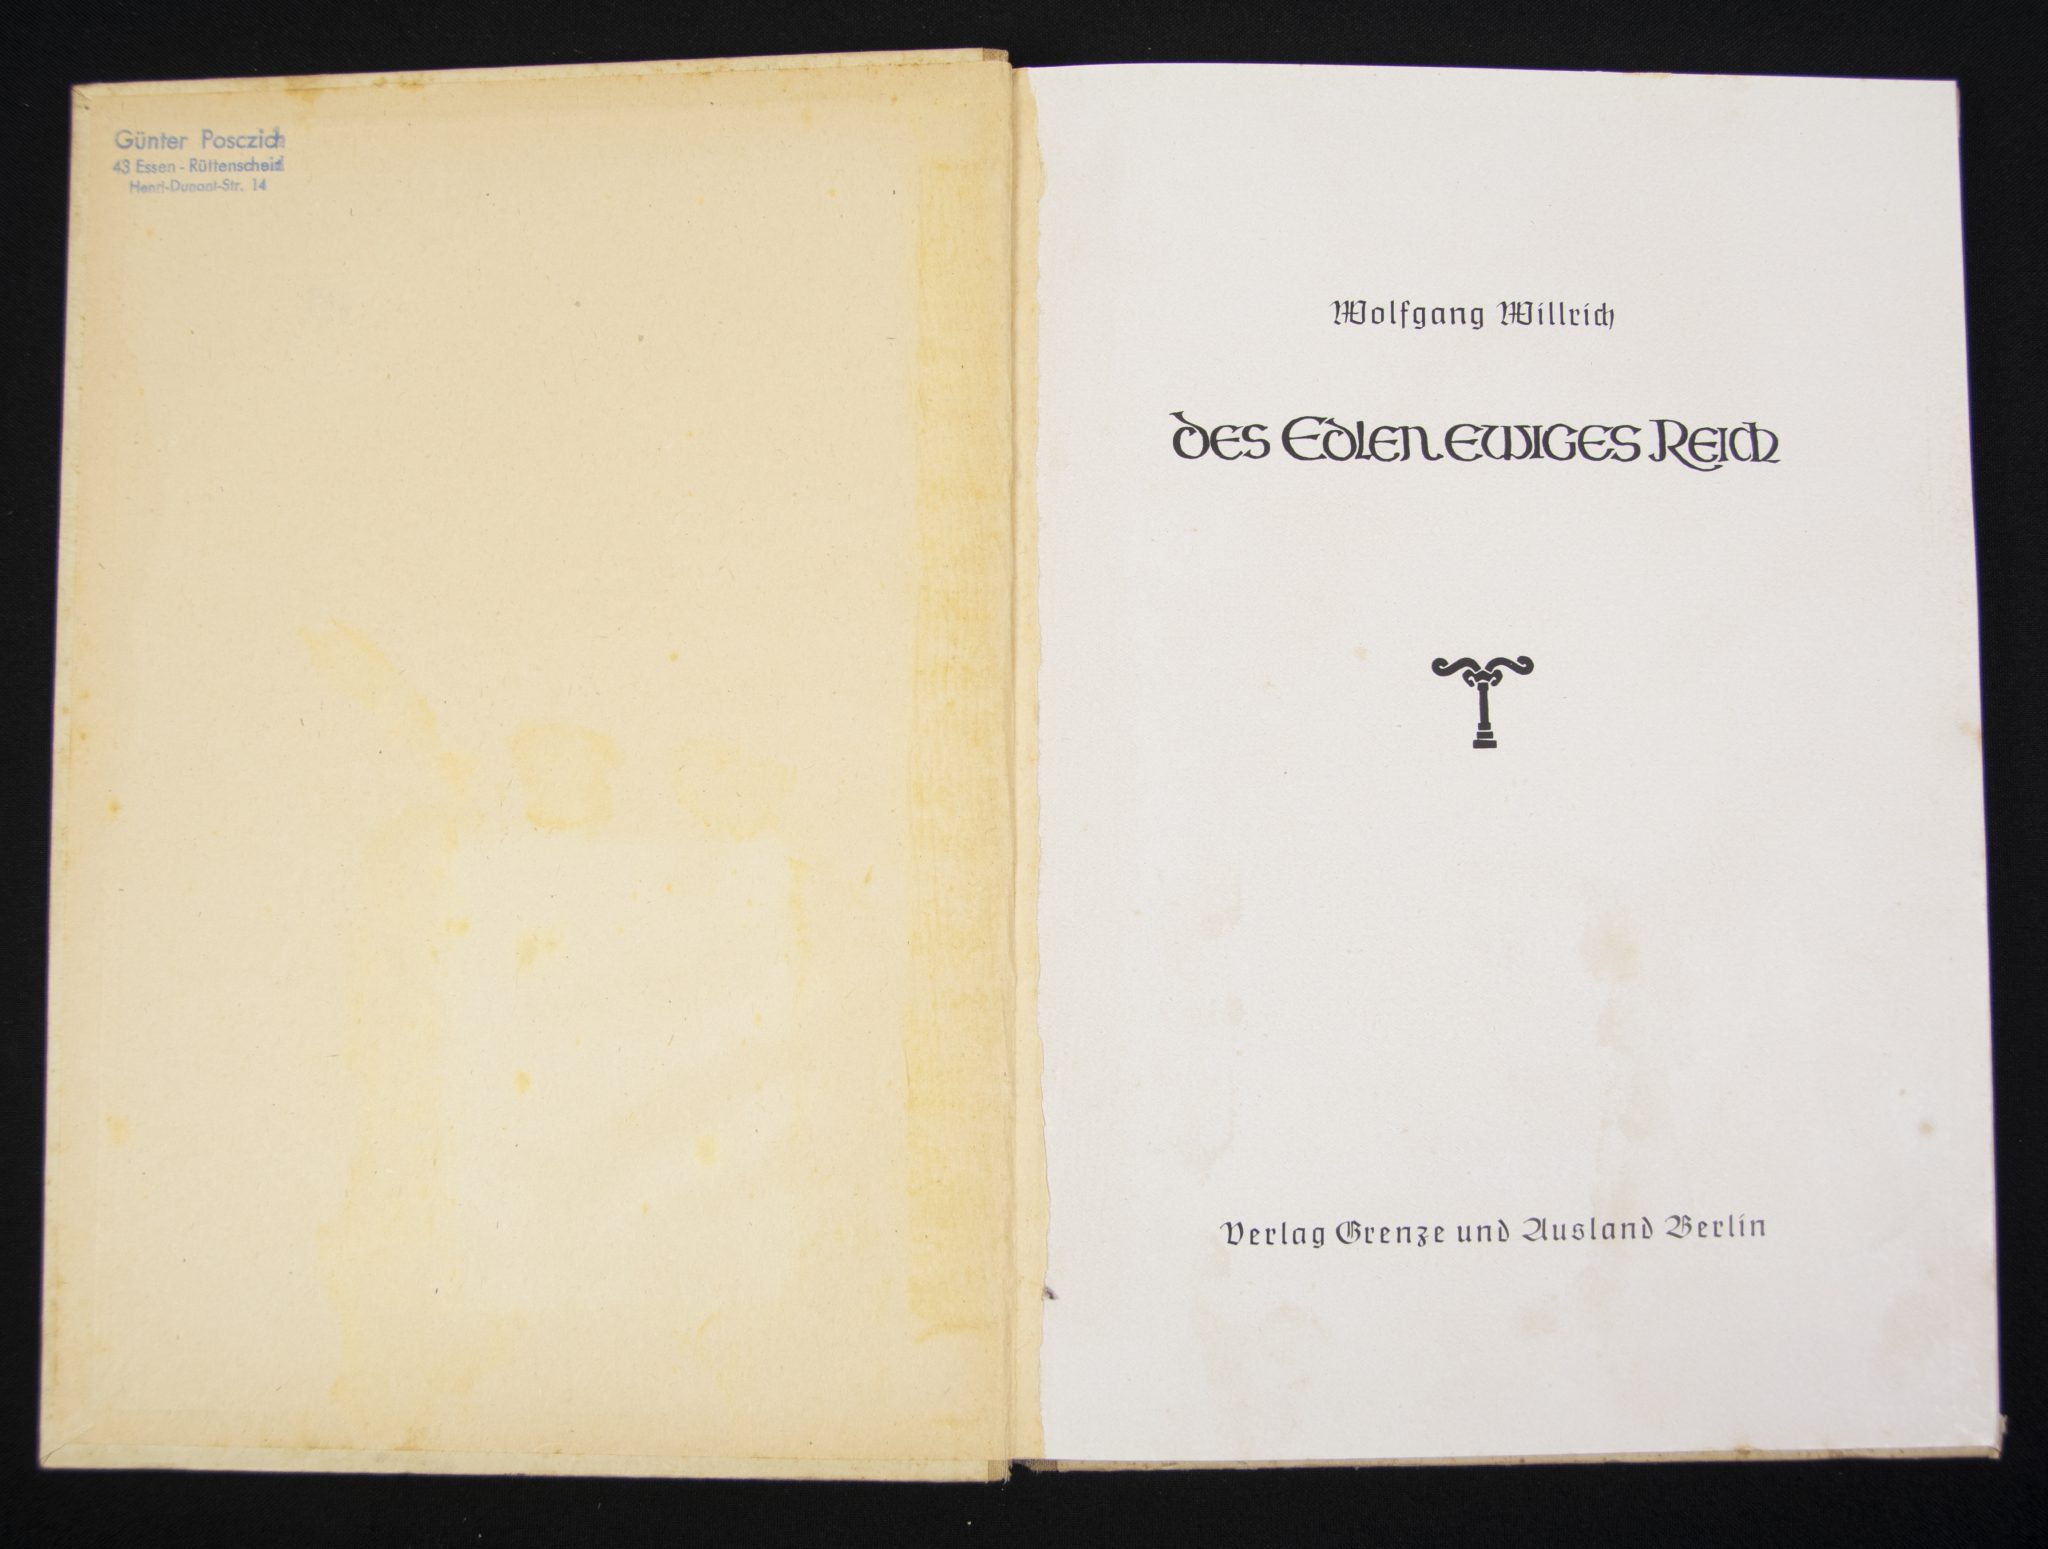 Günter Posczich
43 Essen - Rüttenscheid
Henri-Dunant-Str. 14
Wolfgang Willrich
des Edlen ewiges Reich
Verlag Grenze und Ausland Berlin